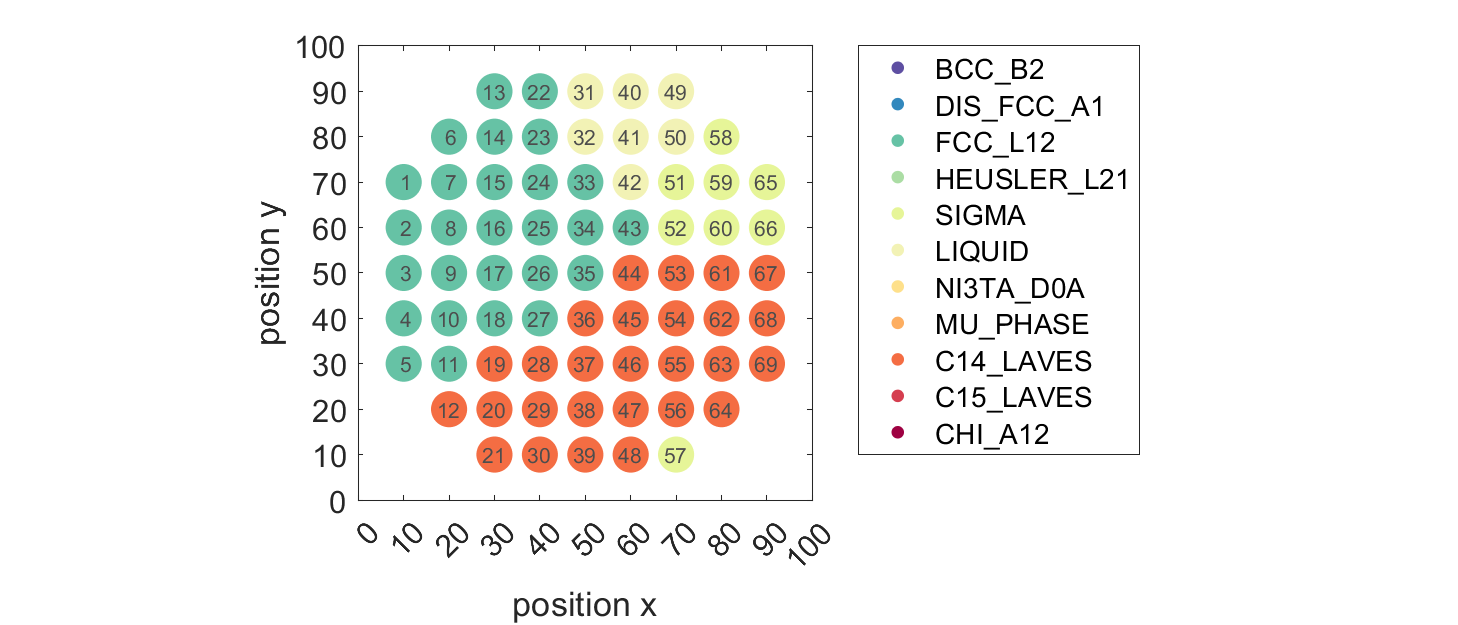 100
90
80
70
60
50
40
30
20
10
0
position y
13 22 31 40 49
6 14 23 32 41 50 58
1 7 15 24 33 42 51 59 65
2 8 16 25 34 43 52 60 66
3 9 17 26 35 44 53 61 67
4 10 18 27 36 45 54 62 68
5 11 19 28 37 46 55 63 69
12 20 29 38 47 56 64
21 30 39 48 57
0 10 20 30 40 50 60 70 80 90 100
position x
BCC_B2
DIS_FCC_A1
FCC_L12
HEUSLER_L21
SIGMA
LIQUID
NI3TA_D0A
MU_PHASE
C14_LAVES
C15_LAVES
CHI_A12